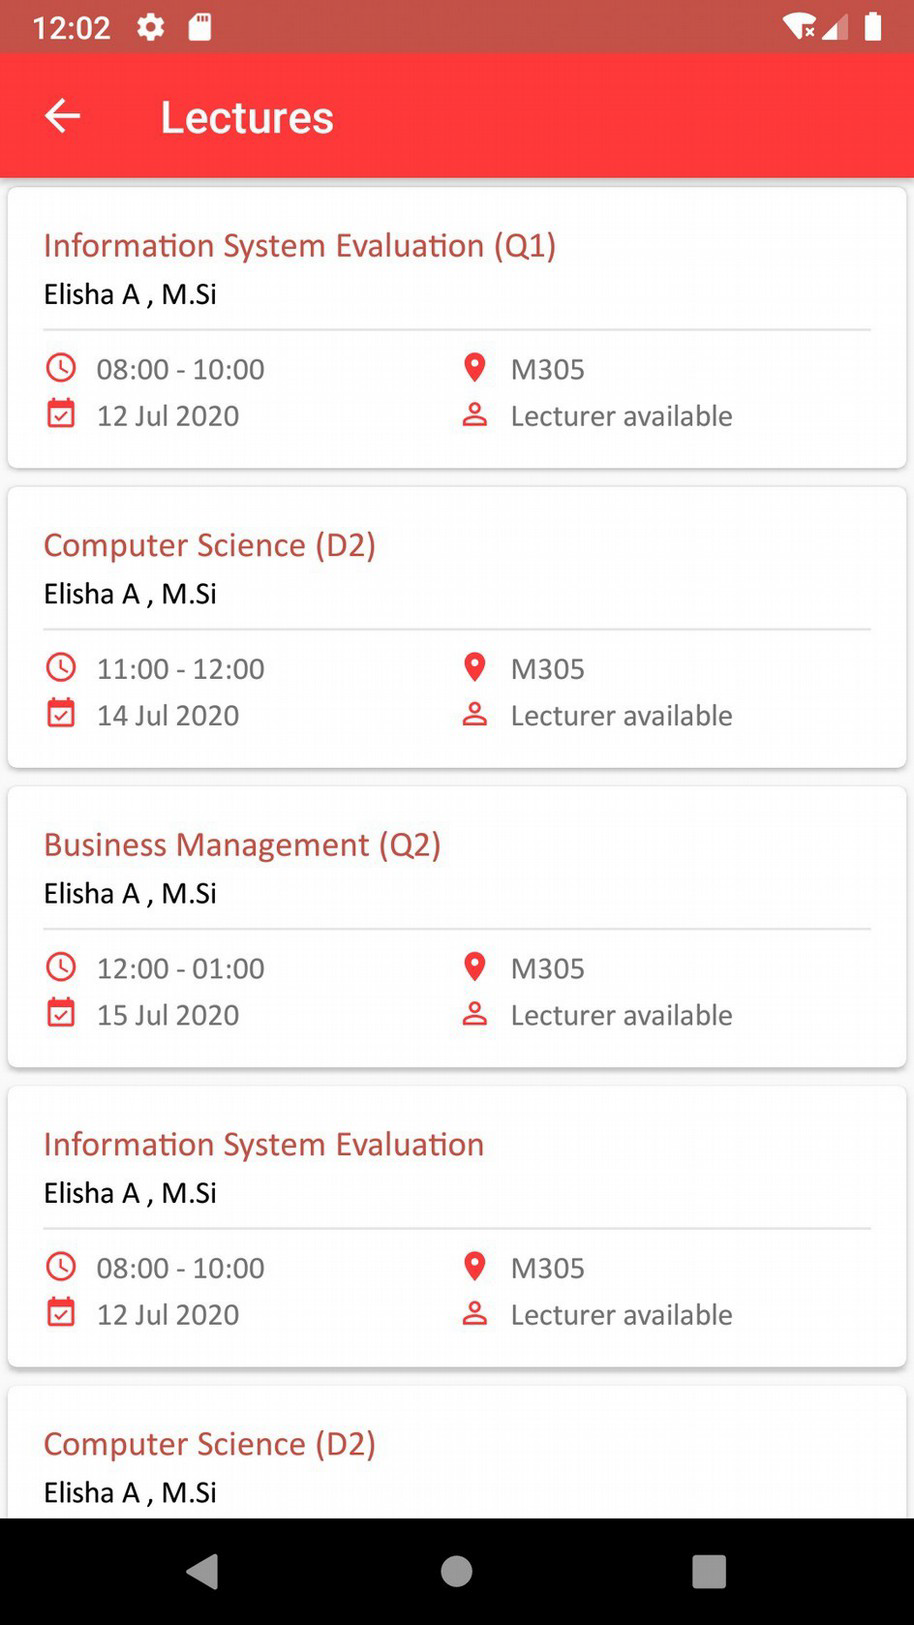 12:02
Lectures
Information System Evaluation (Q1)
Elisha A , M.Si
08:00 - 10:00 M305
12 Jul 2020 Lecturer available
Computer Science (D2)
Elisha A , M.Si
11:00 - 12:00 M305
14 Jul 2020 Lecturer available
Business Management (Q2)
Elisha A , M.Si
12:00 - 01:00 M305
15 Jul 2020 Lecturer available
Information System Evaluation
Elisha A , M.Si
08:00 - 10:00 M305
12 Jul 2020 Lecturer available
Computer Science (D2)
Elisha A , M.Si